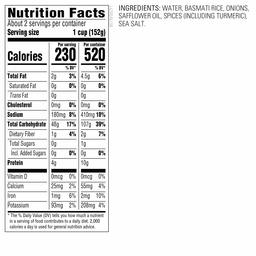 Nutrition Facts
About 2 servings per container
Serving size 1 cup (152g)
Per serving Per container
Calories 230 520
% DV* % DV*
Total Fat 2g 3% 4.5g 6%
Saturated Fat 0g 0% 0g 0%
Trans Fat 0g 0g
Cholesterol 0mg 0% 0mg 0%
Sodium 180mg 8% 410mg 18%
Total Carbohydrate 46g 17% 107g 39%
Dietary Fiber 1g 4% 2g 7%
Total Sugars 0g 1g
Incl. Added Sugars 0g 0% 0g 0%
Protein 4g 10g
Vitamin D 0mcg 0% 0mcg 0%
Calcium 25mg 2% 55mg 4%
Iron 1mg 6% 2mg 10%
Potassium 93mg 2% 208mg 4%
* The % Daily Value (DV) tells you how much a nutrient
in a serving of food contributes to a daily diet. 2,000
calories a day is used for general nutrition advice.
INGREDIENTS: WATER, BASMATI RICE, ONIONS,
SAFFLOWER OIL, SPICES (INCLUDING TURMERIC),
SEA SALT.